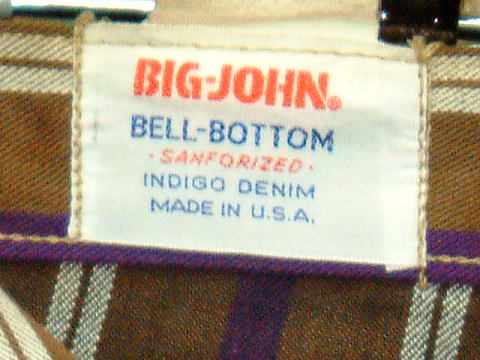 BIG-JOHN®
BELL-BOTTOM
·SANFORIZED·
INDIGO DENIM
MADE IN U.S.A.